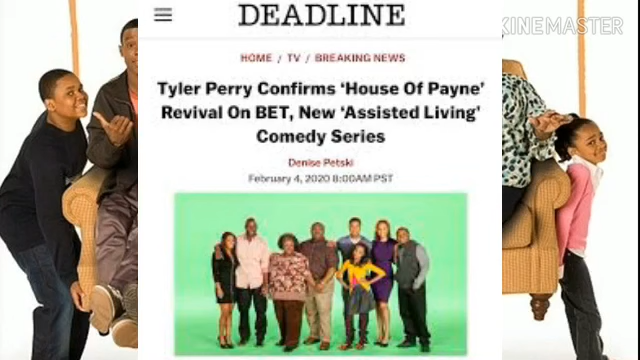 KINEMASTER
DEADLINE
HOME / TV / BREAKING NEWS
Tyler Perry Confirms ‘House Of Payne’
Revival On BET, New ‘Assisted Living’
Comedy Series
Denise Petski
February 4, 2020 8:00AM PST